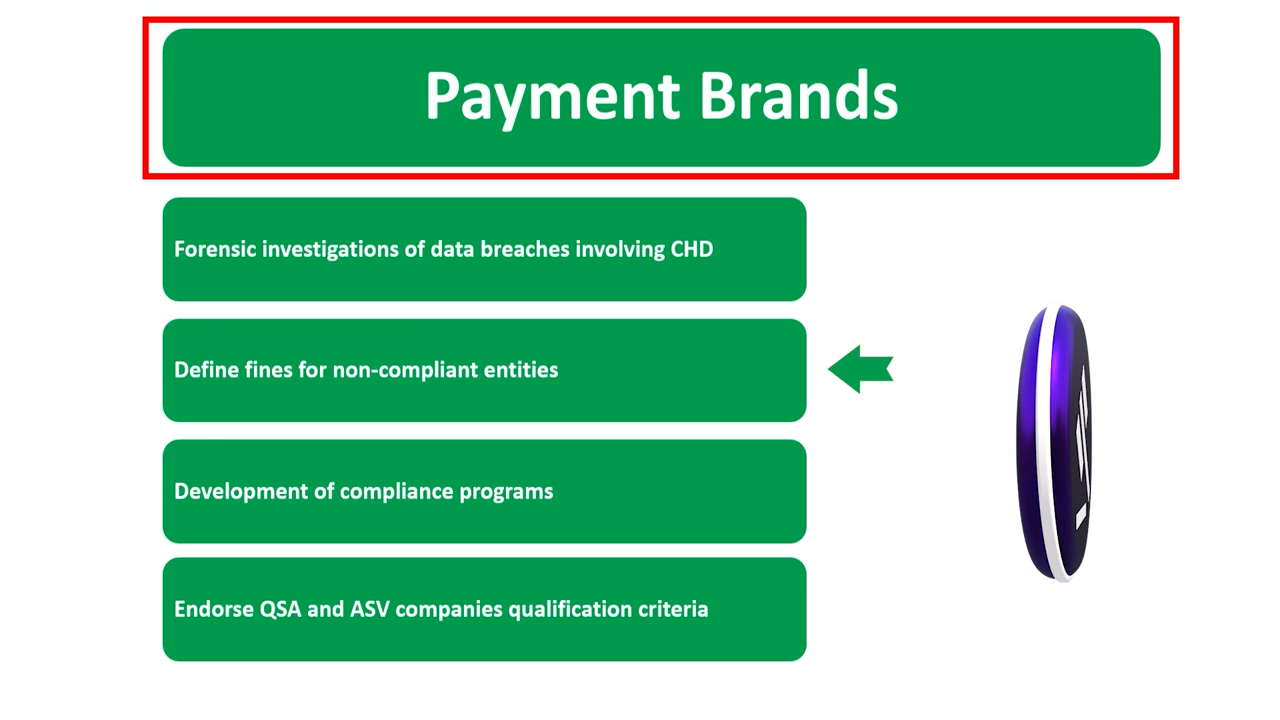 Payment Brands
Forensic investigations of data breaches involving CHD
Define fines for non-compliant entities
Development of compliance programs
Endorse QSA and ASV companies qualification criteria